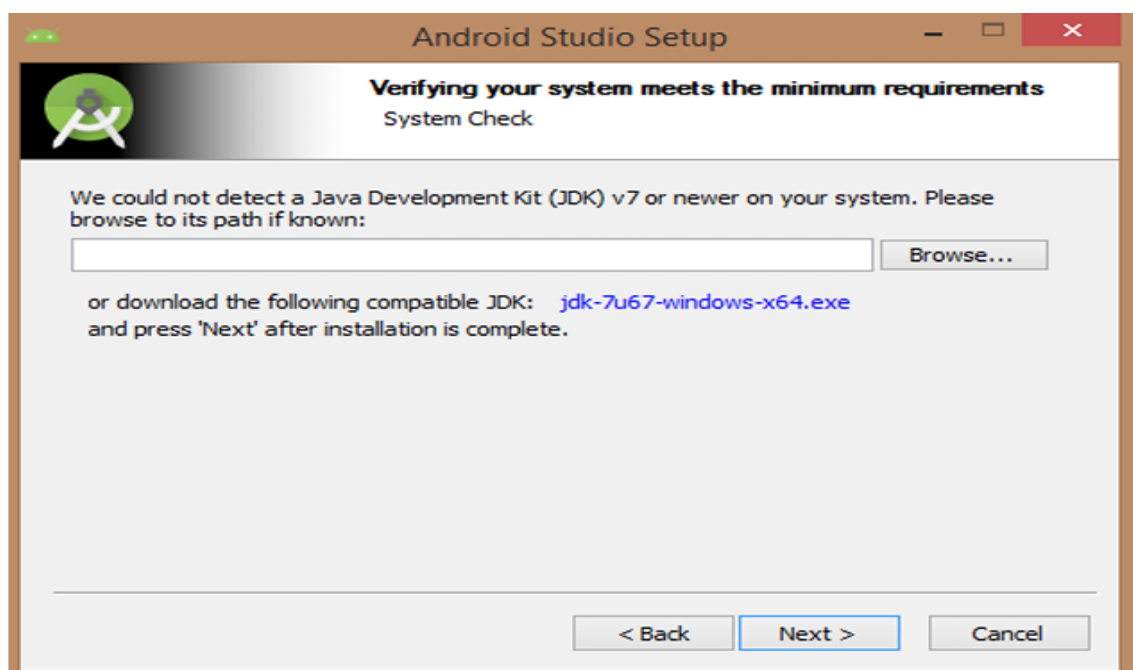 Android Studio Setup
Verifying your system meets the minimum requirements
System Check
We could not detect a Java Development Kit (JDK) v7 or newer on your system. Please
browse to its path if known:
Browse...
or download the following compatible JDK: jdk-7u67-windows-x64.exe
and press 'Next' after installation is complete.
< Back Next > Cancel